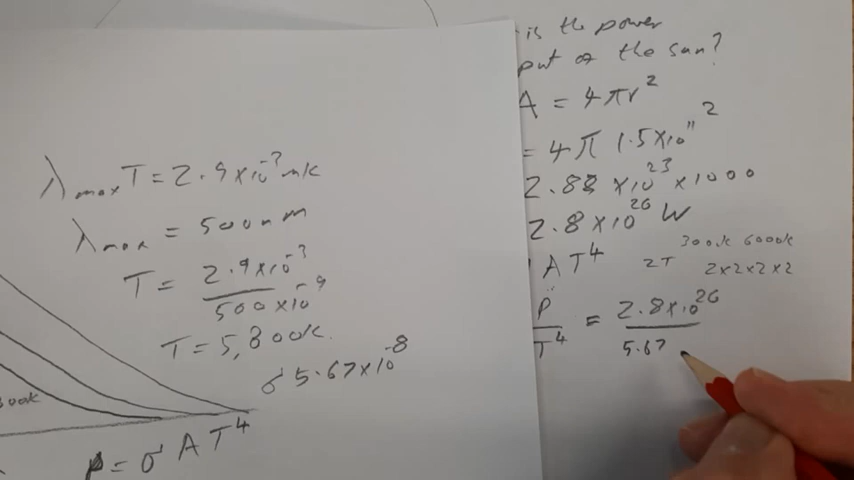 λmax T = 2.9×10⁻³ mk
λmax = 500nm
T = 2.9×10⁻³ / 500×10⁻⁹
T = 5,800k.
σ 5.67×10⁻⁸
00k
P = σ A T⁴
is the power
put of the sun?
A = 4πr²
= 4π 1.5×10¹¹ ²
2.88 ×10²³ × 1000
2.8×10²⁶ W
A T⁴ 2T 300k 6000k
2×2×2×2
P / T⁴ = 2.8×10²⁶ / 5.67